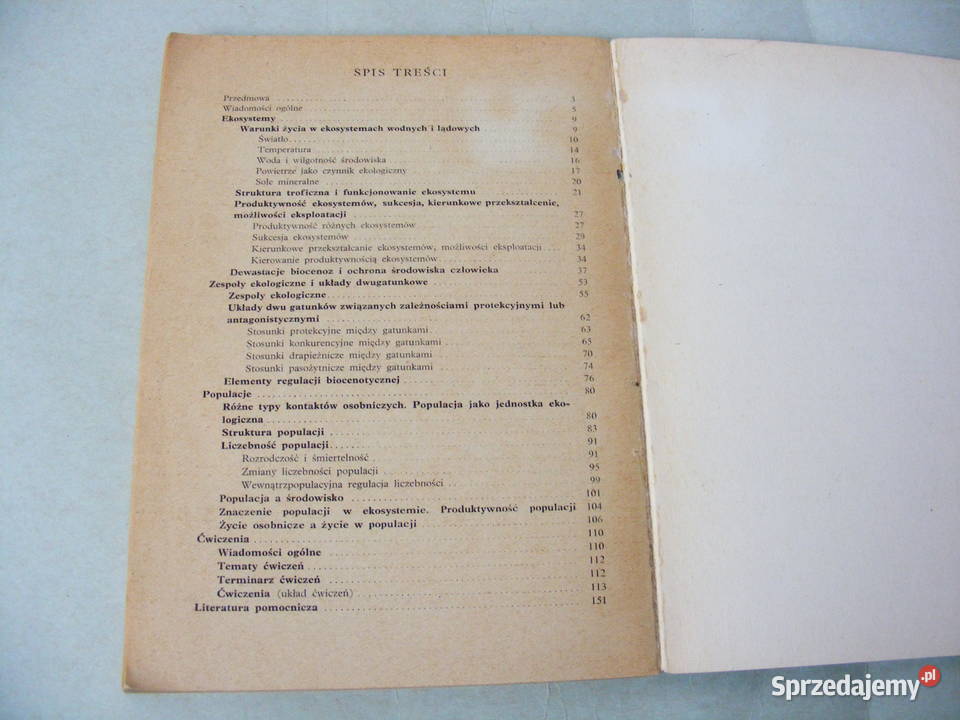 SPIS TREŚCI
Przedmowa 3
Wiadomości ogólne 5
Ekosystemy 9
Warunki życia w ekosystemach wodnych i lądowych 9
Światło 10
Temperatura 14
Woda i wilgotność środowiska 16
Powietrze jako czynnik ekologiczny 17
Sole mineralne 20
Struktura troficzna i funkcjonowanie ekosystemu 21
Produktywność ekosystemów, sukcesja, kierunkowe przekształcenie,
możliwości eksploatacji 27
Produktywność różnych ekosystemów 27
Sukcesja ekosystemów 29
Kierunkowe przekształcanie ekosystemów, możliwości eksploatacji 34
Kierowanie produktywnością ekosystemów 34
Dewastacje biocenoz i ochrona środowiska człowieka 37
Zespoły ekologiczne i układy dwugatunkowe 53
Zespoły ekologiczne 55
Układy dwu gatunków związanych zależnościami protekcyjnymi lub
antagonistycznymi 62
Stosunki protekcyjne między gatunkami 63
Stosunki konkurencyjne między gatunkami 65
Stosunki drapieżnicze między gatunkami 70
Stosunki pasożytnicze między gatunkami 74
Elementy regulacji biocenotycznej 76
Populacje 80
Różne typy kontaktów osobniczych. Populacja jako jednostka eko-
logiczna 80
Struktura populacji 83
Liczebność populacji 91
Rozrodczość i śmiertelność 91
Zmiany liczebności populacji 95
Wewnątrzpopulacyjna regulacja liczebności 99
Populacja a środowisko 101
Znaczenie populacji w ekosystemie. Produktywność populacji 104
Życie osobnicze a życie w populacji 106
Ćwiczenia 110
Wiadomości ogólne 110
Tematy ćwiczeń 112
Terminarz ćwiczeń 112
Ćwiczenia (układ ćwiczeń) 113
Literatura pomocnicza 151
Sprzedajemy.pl